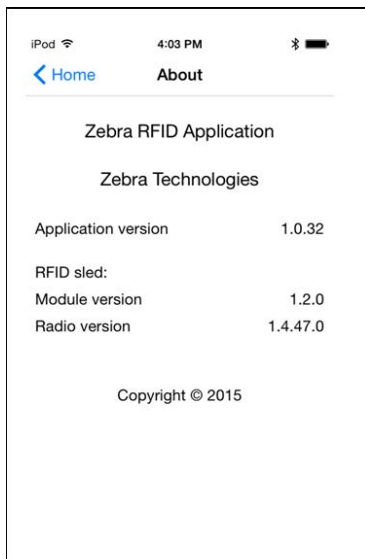 iPod 4:03 PM
Home About
Zebra RFID Application
Zebra Technologies
Application version 1.0.32
RFID sled:
Module version 1.2.0
Radio version 1.4.47.0
Copyright © 2015